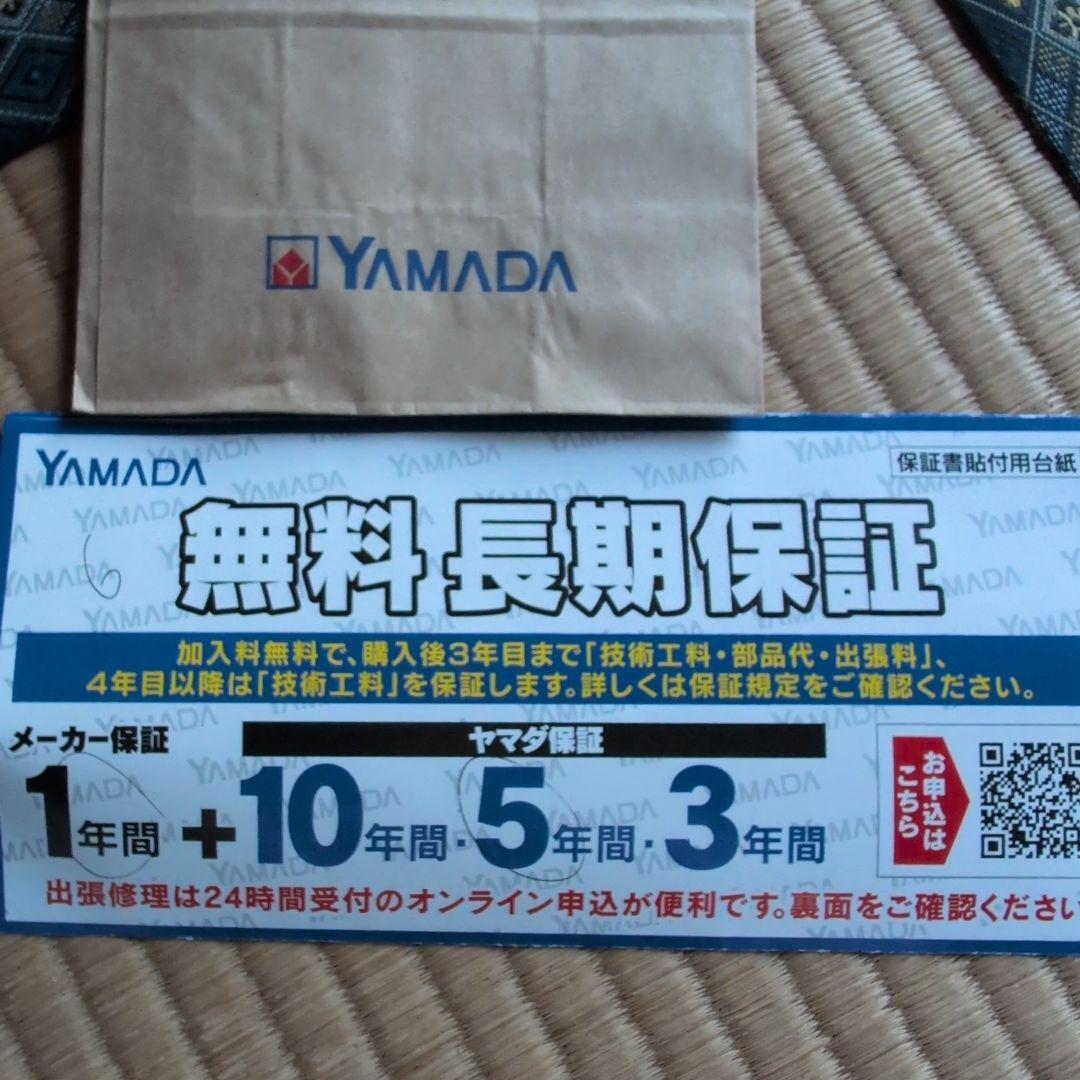 YAMADA
YAMADA
保証書貼付用台紙
無料長期保証
6
加入料無料で、購入後3年目まで「技術工料・部品代・出張料」、
4年目以降は「技術工料」を保証します。詳しくは保証規定をご確認ください。
メーカー保証
ヤマダ保証
1年間+10年間・5年間・3年間
お申込は
こちら
出張修理は24時間受付のオンライン申込が便利です。裏面をご確認ください